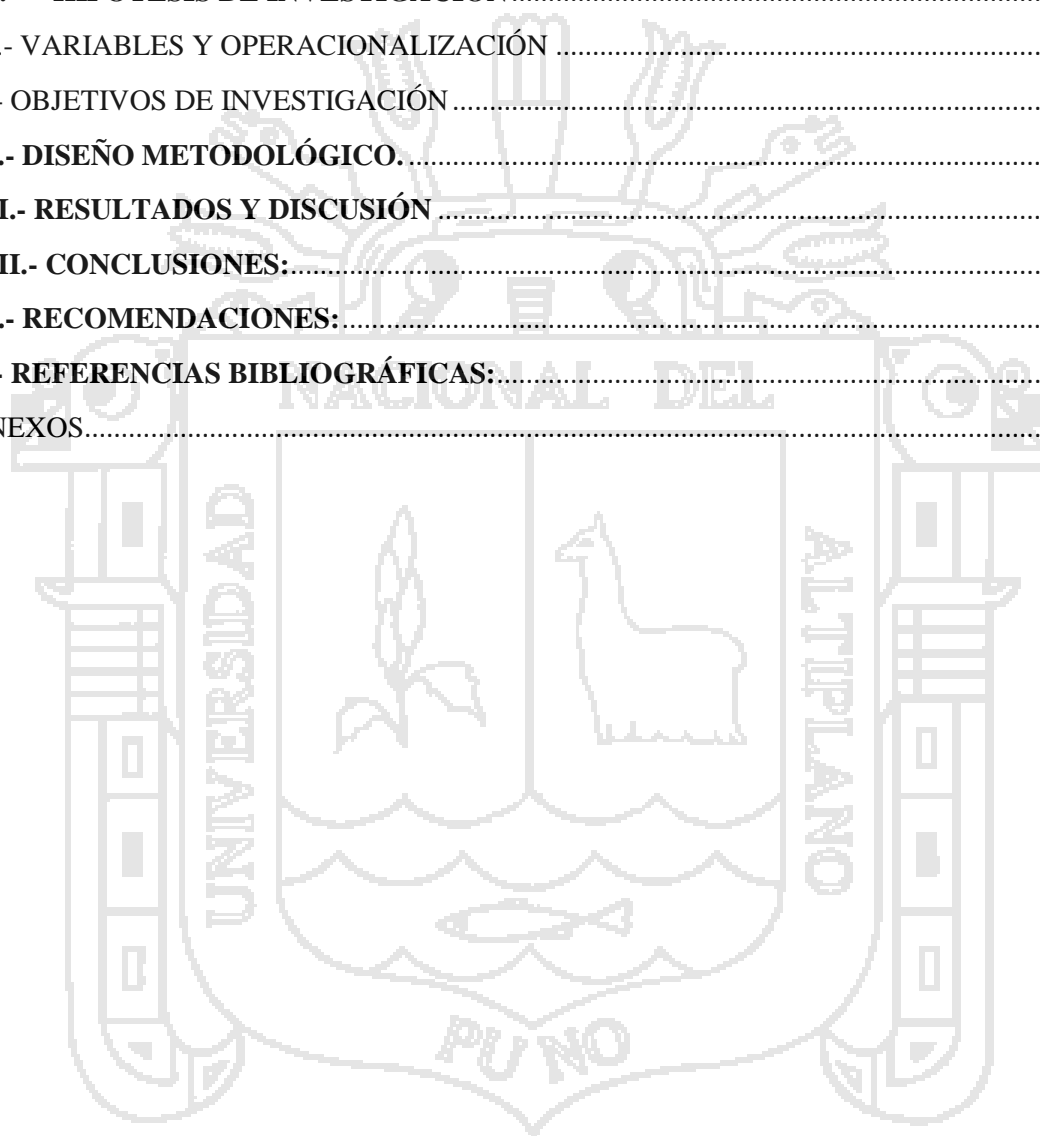 HIPÓTESIS DE INVESTIGACIÓN
.- VARIABLES Y OPERACIONALIZACIÓN
- OBJETIVOS DE INVESTIGACIÓN
.- DISEÑO METODOLÓGICO.
I.- RESULTADOS Y DISCUSIÓN
II.- CONCLUSIONES:
.- RECOMENDACIONES:
- REFERENCIAS BIBLIOGRÁFICAS:
NEXOS
NACIONAL DEL
UNIVERSIDAD
ALTIPLANO
PUNO